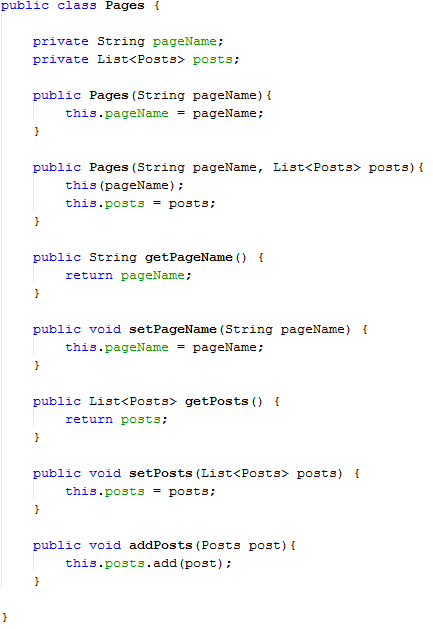 public class Pages {
private String pageName;
private List<Posts> posts;
public Pages(String pageName){
this.pageName = pageName;
}
public Pages(String pageName, List<Posts> posts){
this(pageName);
this.posts = posts;
}
public String getPageName() {
return pageName;
}
public void setPageName(String pageName) {
this.pageName = pageName;
}
public List<Posts> getPosts() {
return posts;
}
public void setPosts(List<Posts> posts) {
this.posts = posts;
}
public void addPosts(Posts post){
this.posts.add(post);
}
}